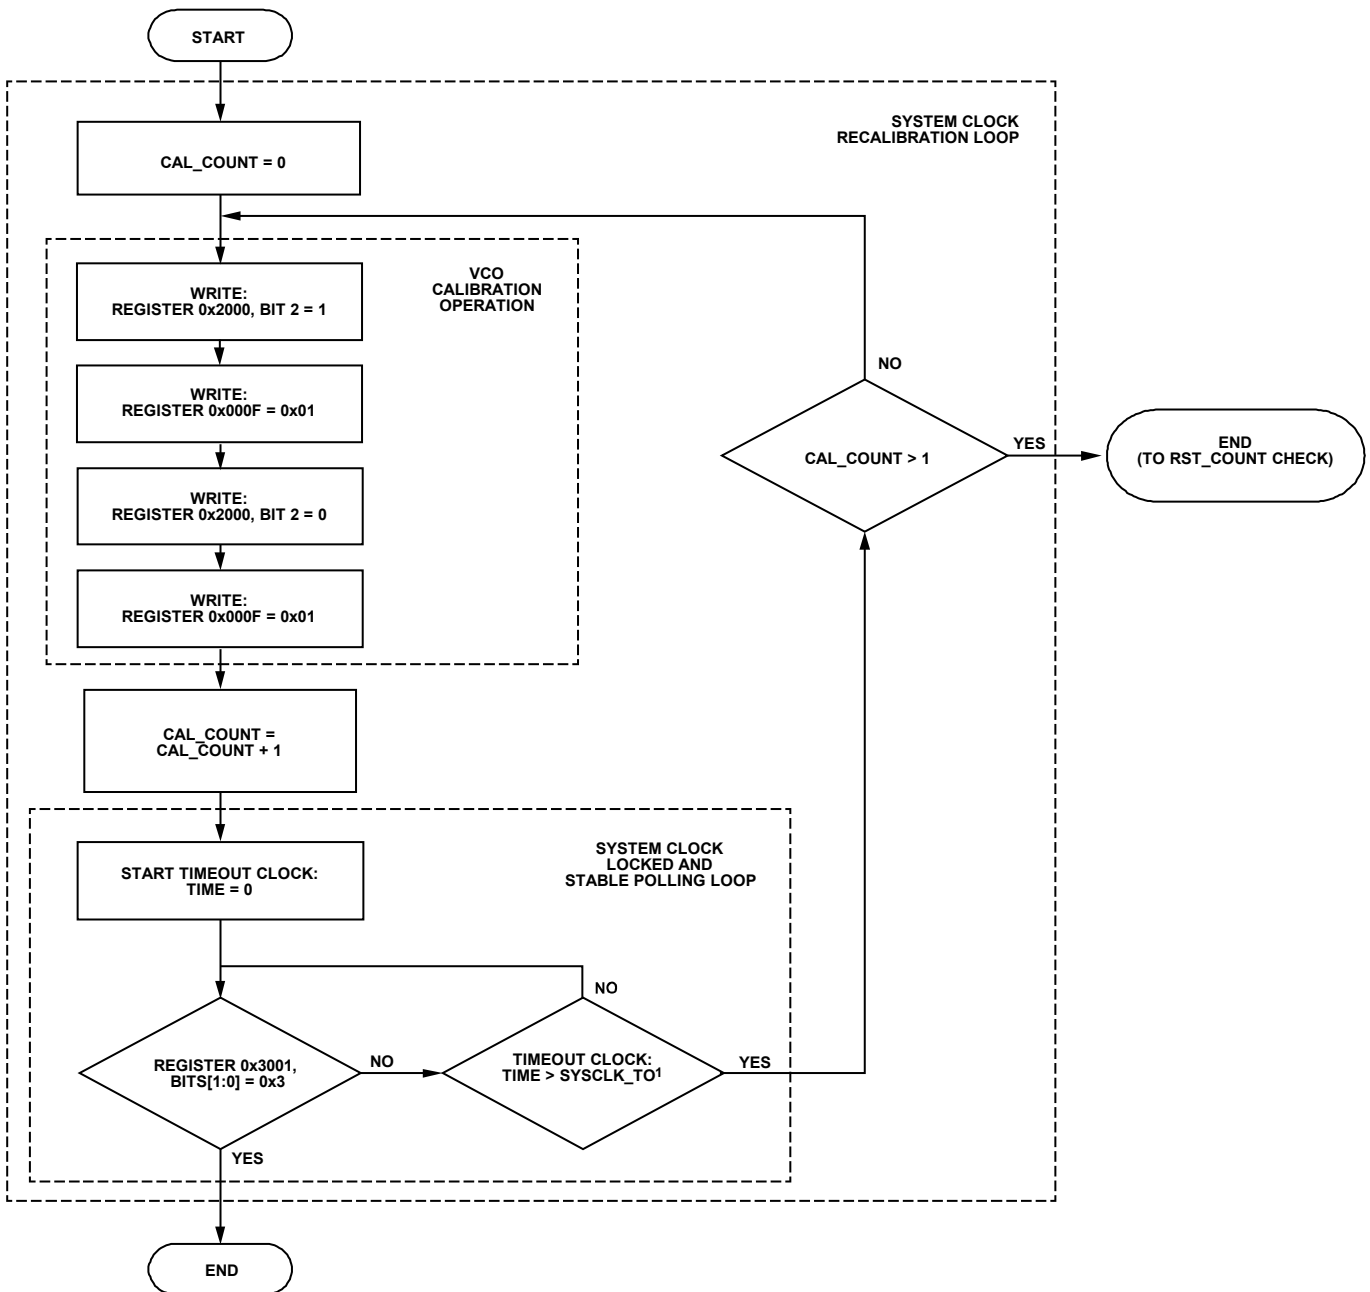 START
SYSTEM CLOCK
RECALIBRATION LOOP
CAL_COUNT = 0
VCO
CALIBRATION
OPERATION
WRITE:
REGISTER 0x2000, BIT 2 = 1
WRITE:
REGISTER 0x000F = 0x01
NO
CAL_COUNT > 1
YES
END
(TO RST_COUNT CHECK)
WRITE:
REGISTER 0x2000, BIT 2 = 0
WRITE:
REGISTER 0x000F = 0x01
CAL_COUNT =
CAL_COUNT + 1
SYSTEM CLOCK
LOCKED AND
STABLE POLLING LOOP
START TIMEOUT CLOCK:
TIME = 0
NO
REGISTER 0x3001,
BITS[1:0] = 0x3
NO
TIMEOUT CLOCK:
TIME > SYSCLK_TO¹
YES
YES
END